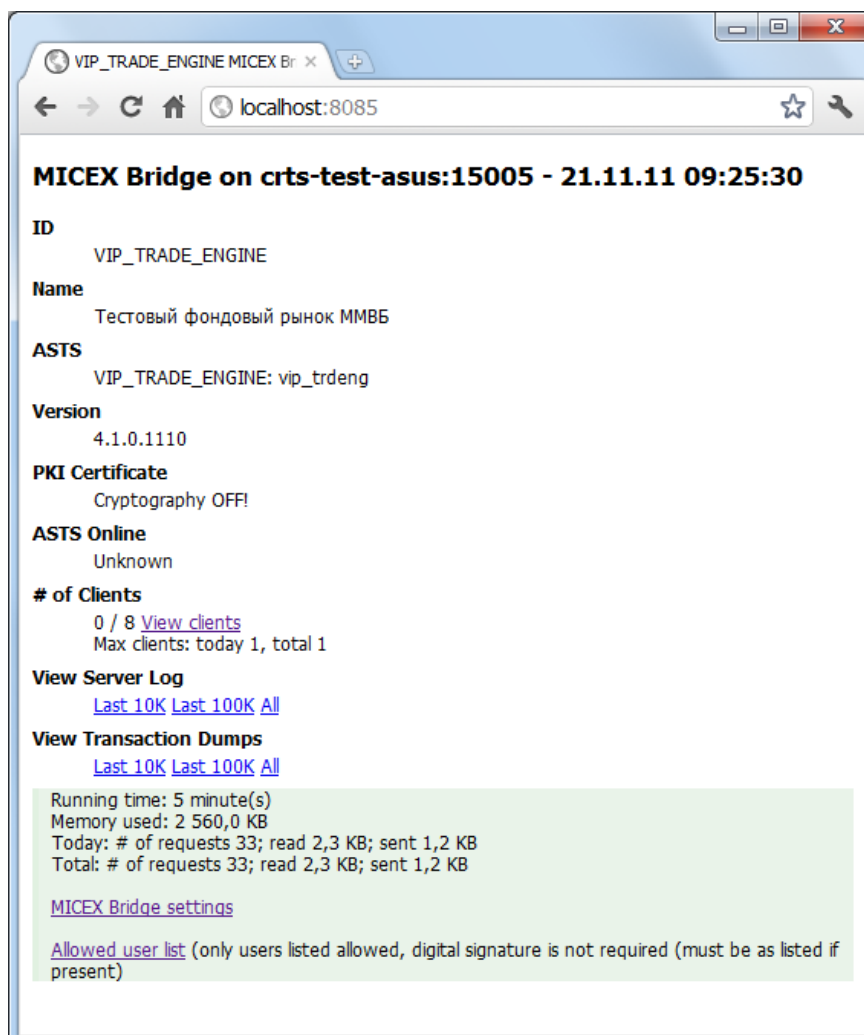 VIP_TRADE_ENGINE MICEX Br
localhost:8085
MICEX Bridge on crts-test-asus:15005 - 21.11.11 09:25:30
ID
VIP_TRADE_ENGINE
Name
Тестовый фондовый рынок ММВБ
ASTS
VIP_TRADE_ENGINE: vip_trdeng
Version
4.1.0.1110
PKI Certificate
Cryptography OFF!
ASTS Online
Unknown
# of Clients
0 / 8 View clients
Max clients: today 1, total 1
View Server Log
Last 10K Last 100K All
View Transaction Dumps
Last 10K Last 100K All
Running time: 5 minute(s)
Memory used: 2 560,0 KB
Today: # of requests 33; read 2,3 KB; sent 1,2 KB
Total: # of requests 33; read 2,3 KB; sent 1,2 KB
MICEX Bridge settings
Allowed user list (only users listed allowed, digital signature is not required (must be as listed if
present)